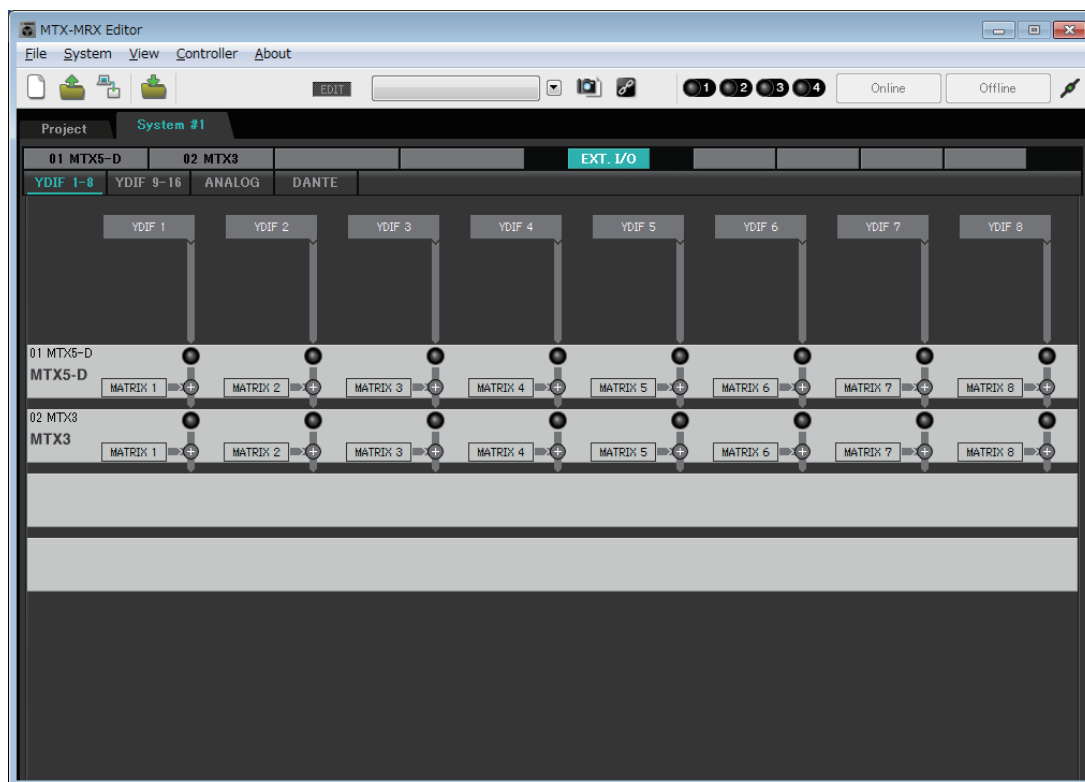 MTX-MRX Editor
File System View Controller About
EDIT 1 2 3 4 Online Offline
Project System #1
01 MTX5-D 02 MTX3 EXT. I/O
YDIF 1-8 YDIF 9-16 ANALOG DANTE
YDIF 1 YDIF 2 YDIF 3 YDIF 4 YDIF 5 YDIF 6 YDIF 7 YDIF 8
01 MTX5-D
MTX5-D
MATRIX 1 MATRIX 2 MATRIX 3 MATRIX 4 MATRIX 5 MATRIX 6 MATRIX 7 MATRIX 8
02 MTX3
MTX3
MATRIX 1 MATRIX 2 MATRIX 3 MATRIX 4 MATRIX 5 MATRIX 6 MATRIX 7 MATRIX 8